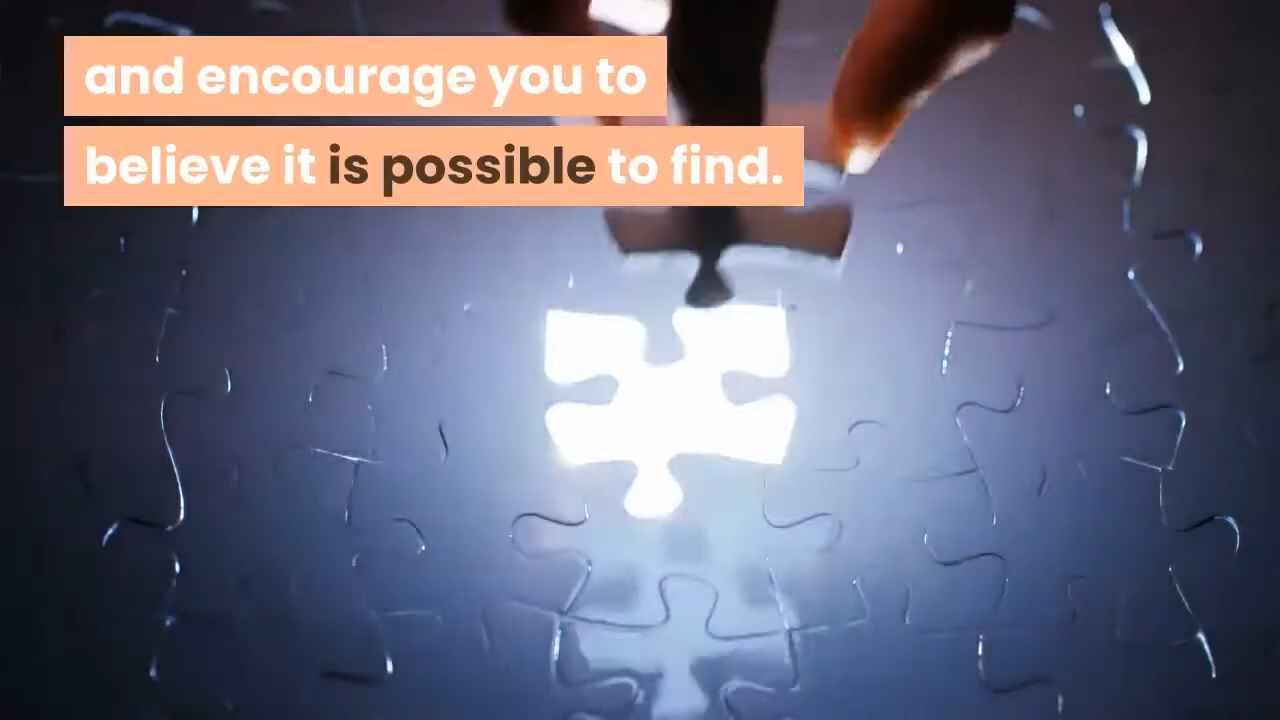 and encourage you to
believe it is possible to find.